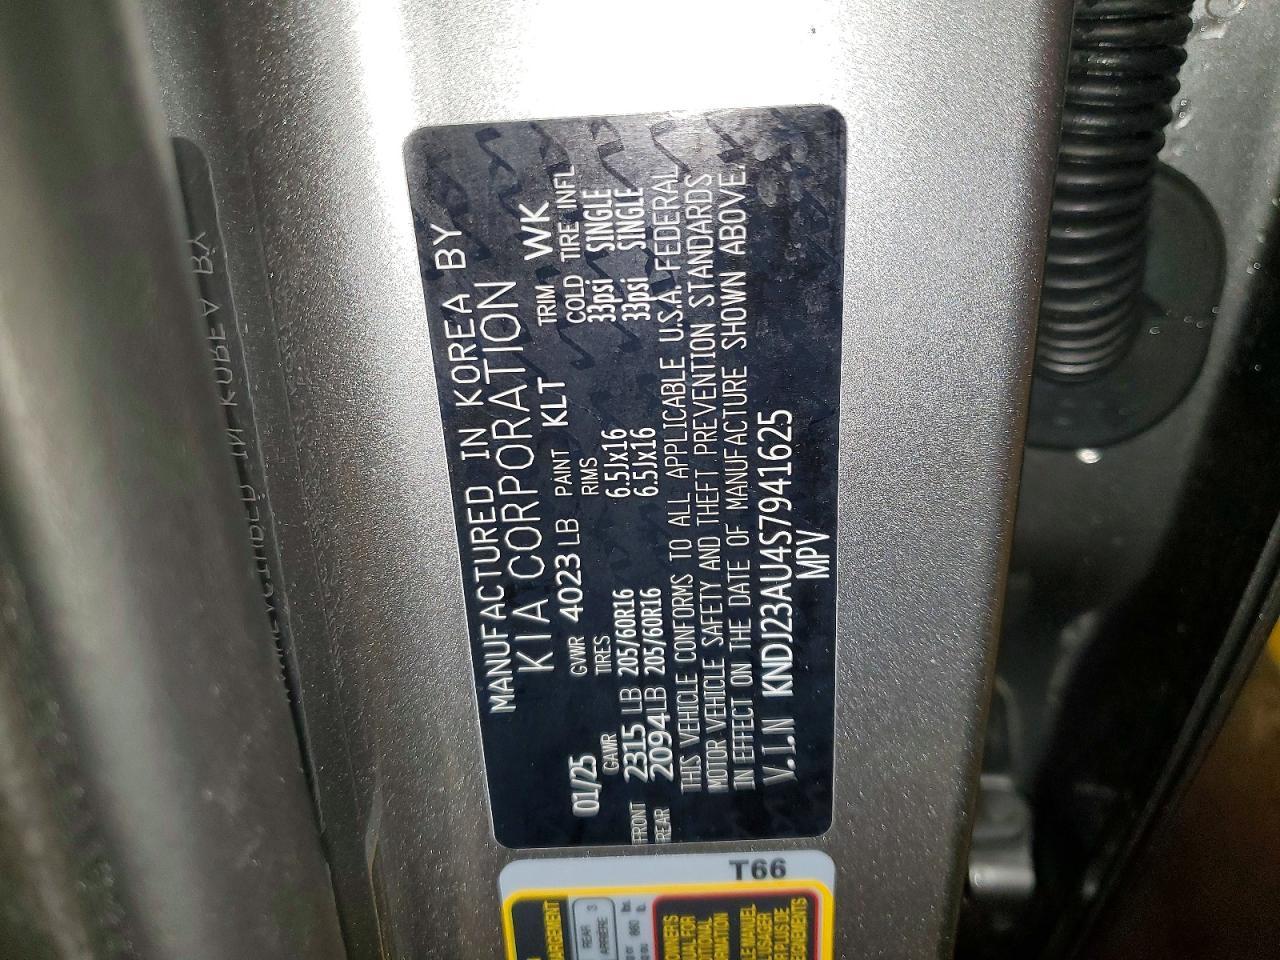 MANUFACTURED IN KOREA BY
KIA CORPORATION
01/25 GVWR 4023 LB PAINT KLT TRIM WK
GAWR TIRES RIMS COLD TIRE INFL
FRONT 2315 LB 205/60R16 6.5Jx16 33psi SINGLE
REAR 2094LB 205/60R16 6.5Jx16 33psi SINGLE
THIS VEHICLE CONFORMS TO ALL APPLICABLE U.S.A. FEDERAL
MOTOR VEHICLE SAFETY AND THEFT PREVENTION STANDARDS
IN EFFECT ON THE DATE OF MANUFACTURE SHOWN ABOVE.
V.I.N KNDJ23AU4S7941625
MPV
T66
REAR 3
ARRIERE